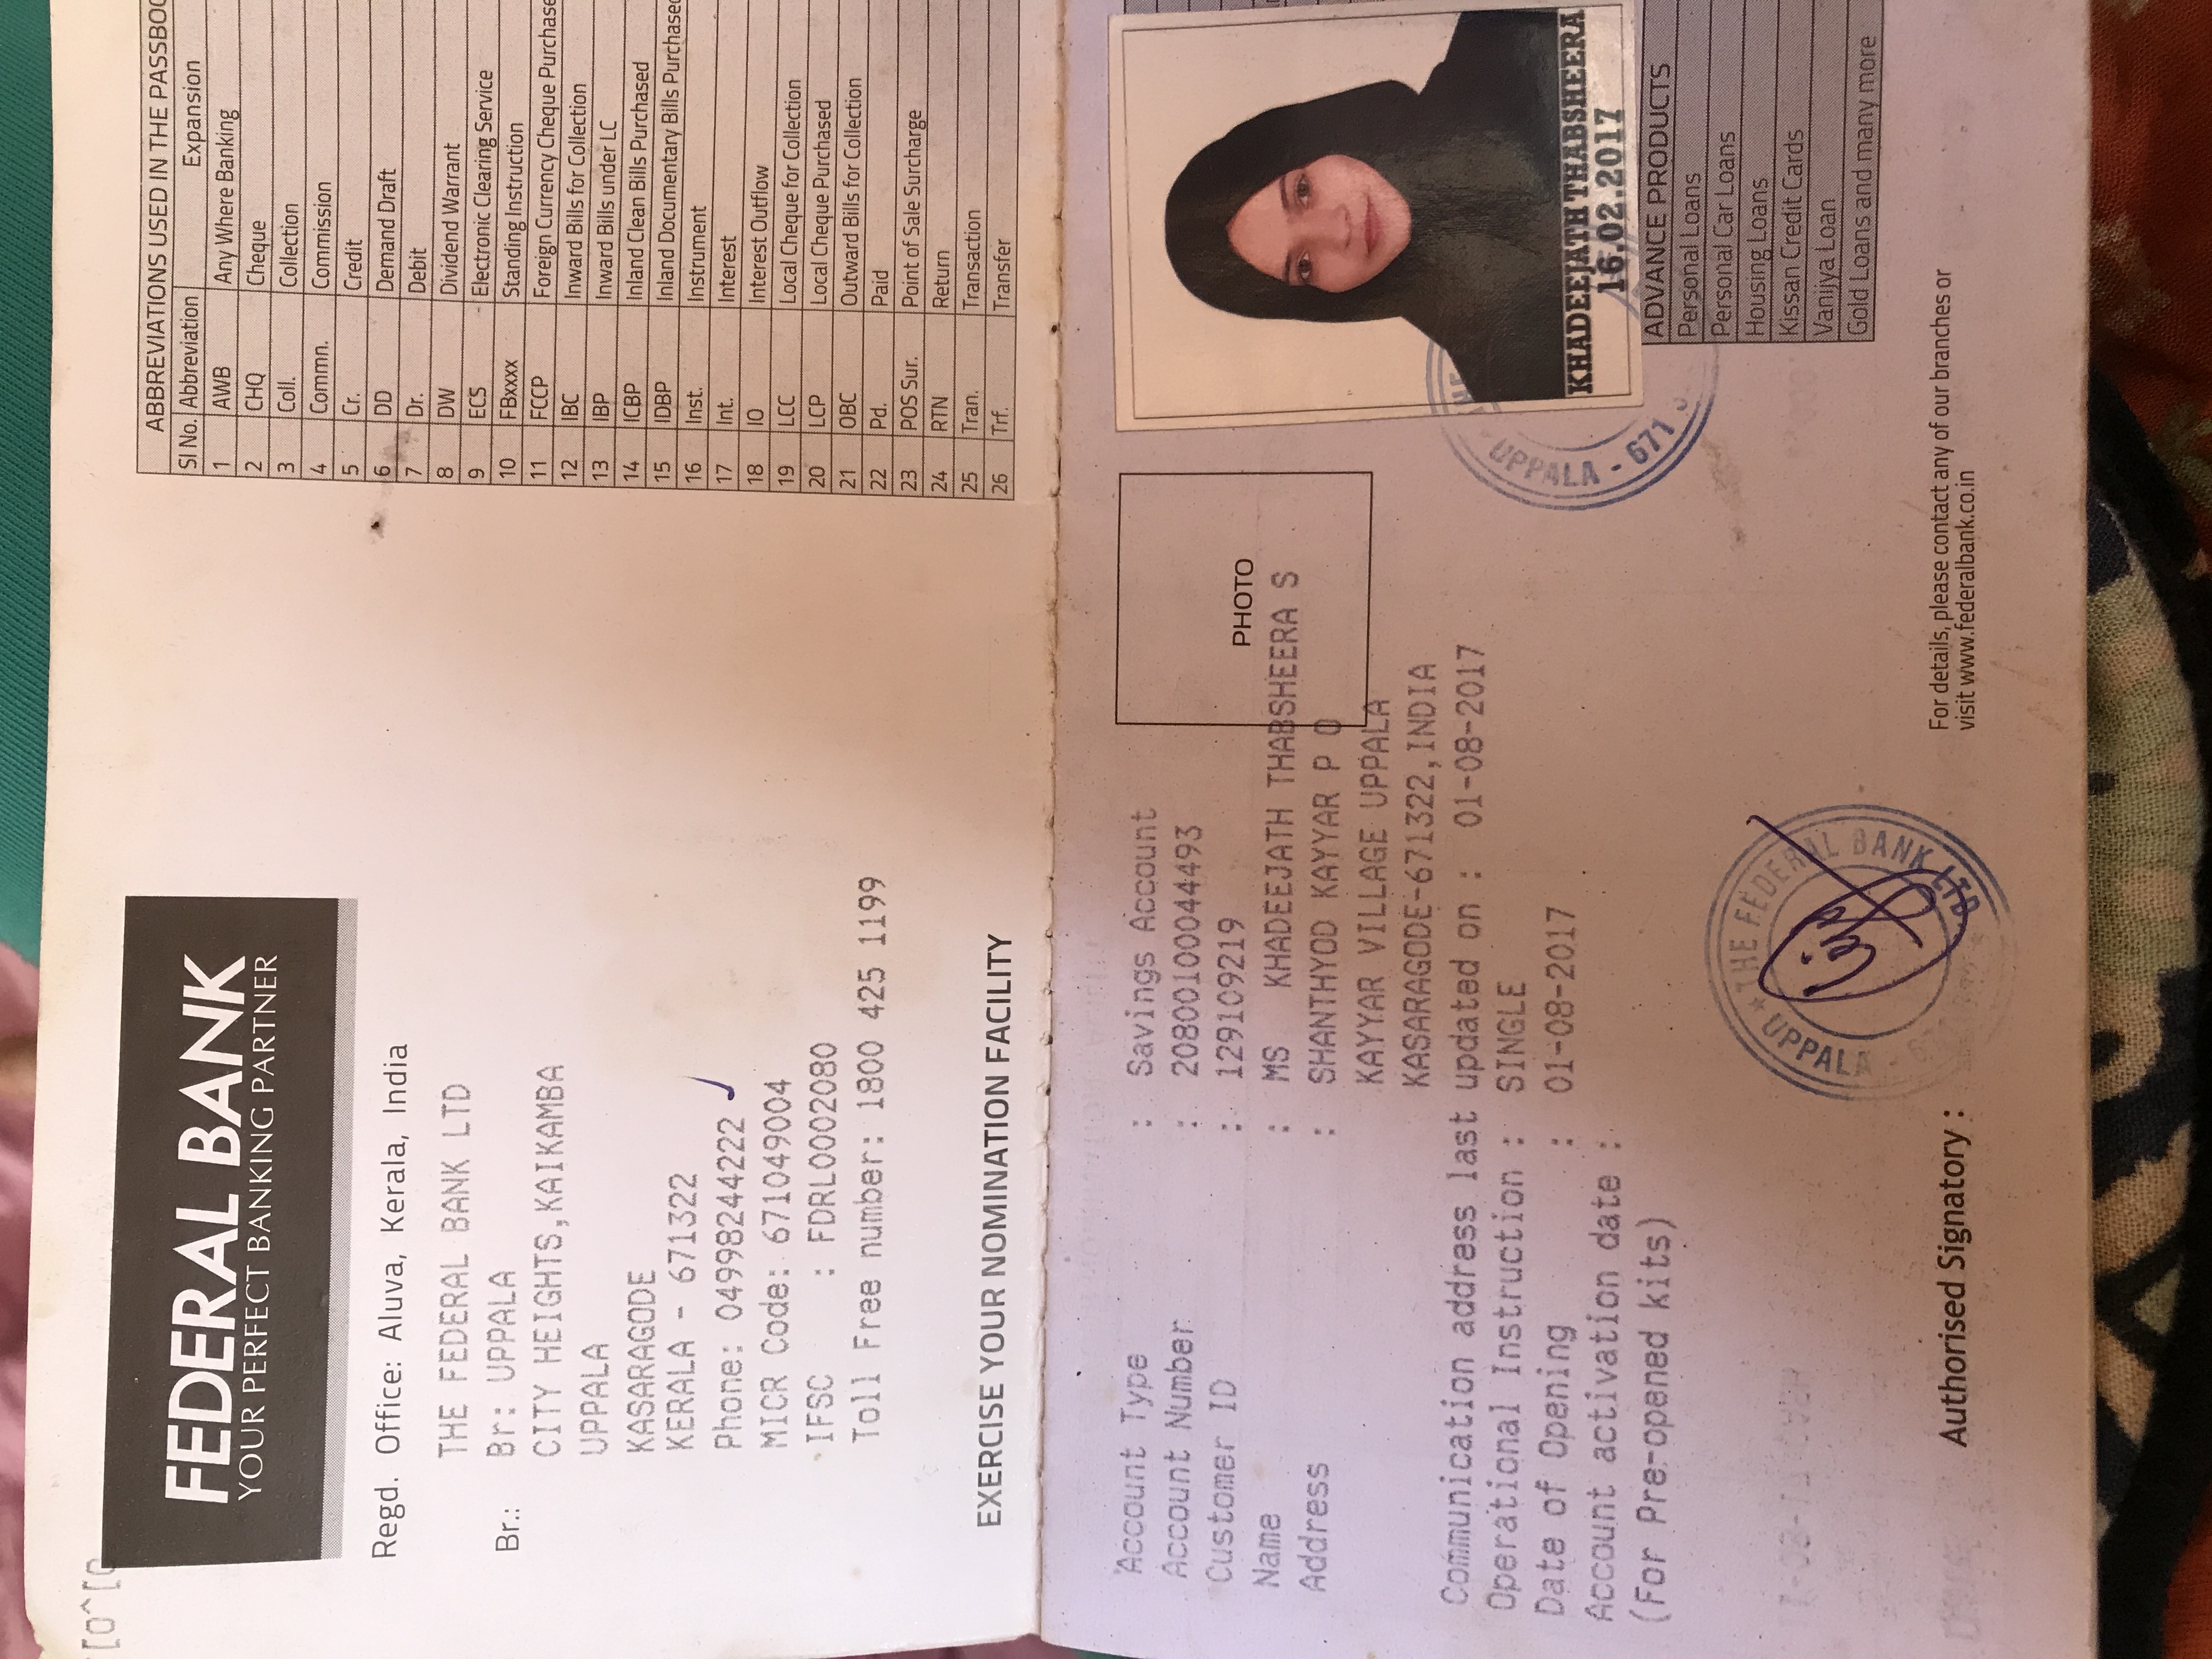 FEDERAL BANK
YOUR PERFECT BANKING PARTNER
Regd. Office: Aluva, Kerala, India
THE FEDERAL BANK LTD
Br.: Br: UPPALA
CITY HEIGHTS,KAIKAMBA
UPPALA
KASARAGODE
KERALA - 671322
Phone: 04998244222
MICR Code: 671049004
IFSC : FDRL0002080
Toll Free number: 1800 425 1199
EXERCISE YOUR NOMINATION FACILITY
ABBREVIATIONS USED IN THE PASSBOO
Sl No. Abbreviation Expansion
1 AWB Any Where Banking
2 CHQ Cheque
3 Coll. Collection
4 Commn. Commission
5 Cr. Credit
6 DD Demand Draft
7 Dr. Debit
8 DW Dividend Warrant
9 ECS Electronic Clearing Service
10 FBxxxx Standing Instruction
11 FCCP Foreign Currency Cheque Purchase
12 IBC Inward Bills for Collection
13 IBP Inward Bills under LC
14 ICBP Inland Clean Bills Purchased
15 IDBP Inland Documentary Bills Purchased
16 Inst. Instrument
17 Int. Interest
18 IO Interest Outflow
19 LCC Local Cheque for Collection
20 LCP Local Cheque Purchased
21 OBC Outward Bills for Collection
22 Pd. Paid
23 POS Sur. Point of Sale Surcharge
24 RTN Return
25 Tran. Transaction
26 Trf. Transfer
Account Type : Savings Account
Account Number : 20800100044493
Customer ID : 129109219
Name : MS KHADEEJATH THABSHEERA S
Address : SHANTHYOD KAYYAR P O
KAYYAR VILLAGE UPPALA
KASARAGODE-671322,INDIA
Communication address last updated on : 01-08-2017
Operational Instruction : SINGLE
Date of Opening : 01-08-2017
Account activation date :
(For Pre-opened kits)
PHOTO
KHADEEJATH THABSHEERA
16.02.2017
THE
UPPALA - 671
ADVANCE PRODUCTS
Personal Loans
Personal Car Loans
Housing Loans
Kissan Credit Cards
Vanijya Loan
Gold Loans and many more
THE FEDERAL BANK LTD
UPPALA
Authorised Signatory :
For details, please contact any of our branches or
visit www.federalbank.co.in